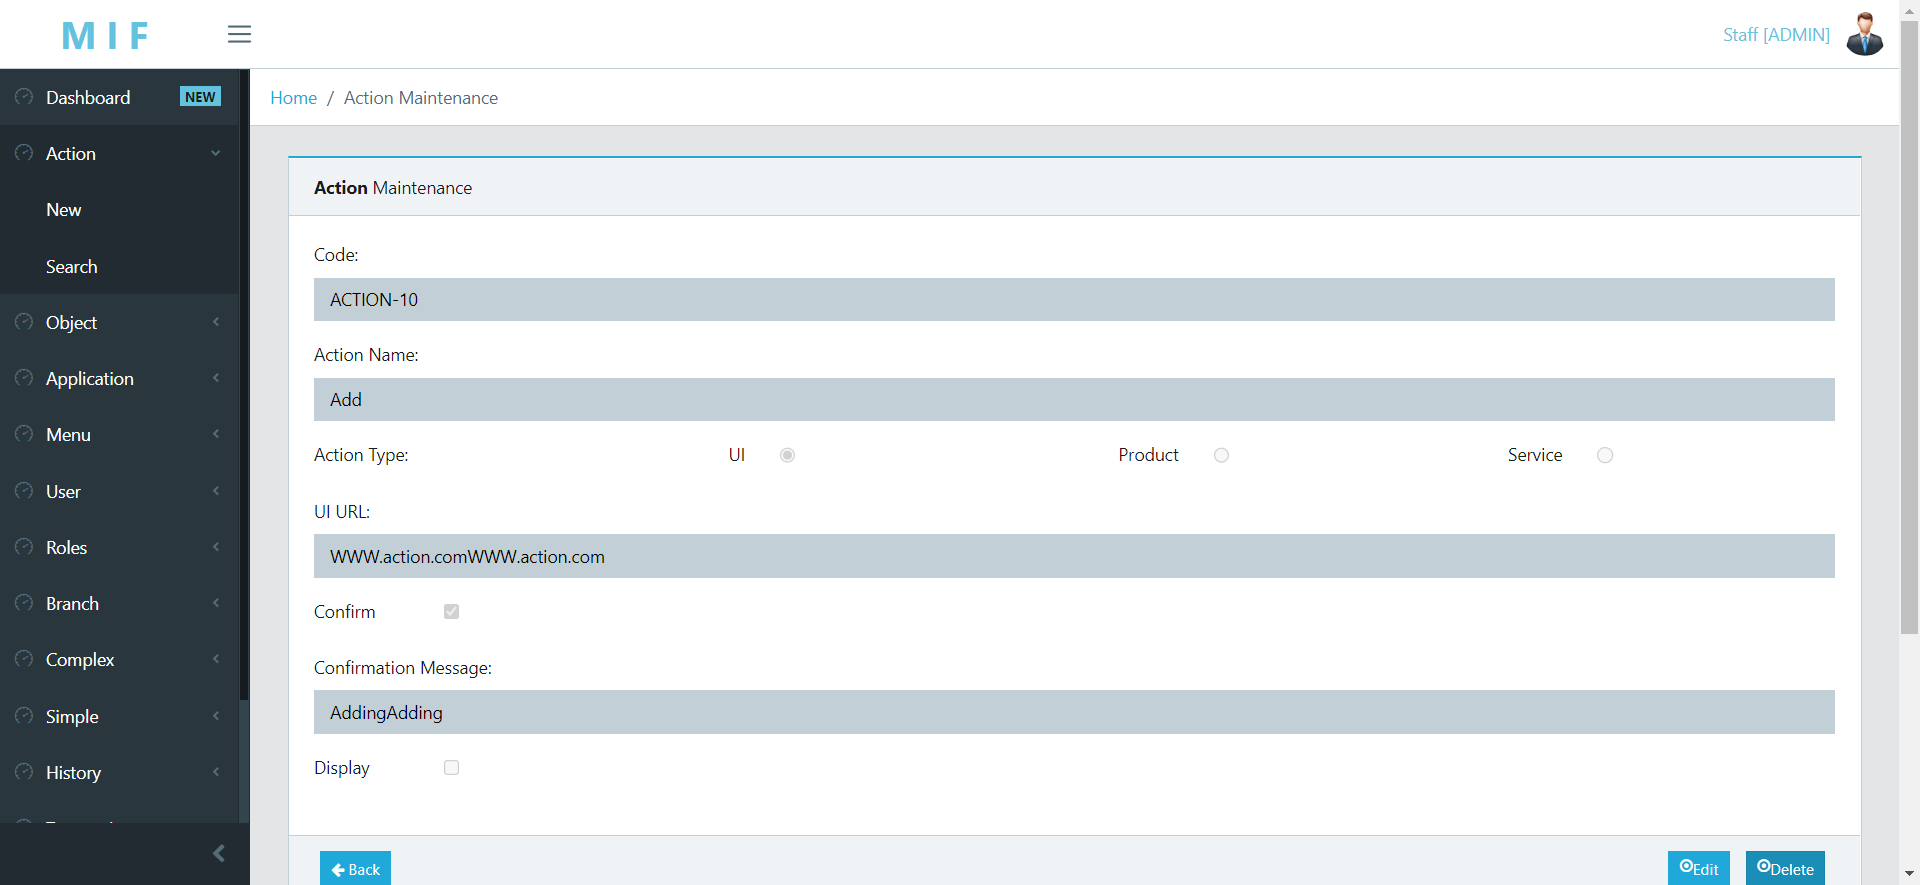 MIF
Staff [ADMIN]
Dashboard NEW
Action
New
Search
Object
Application
Menu
User
Roles
Branch
Complex
Simple
History
Home / Action Maintenance
Action Maintenance
Code:
ACTION-10
Action Name:
Add
Action Type: UI Product Service
UI URL:
WWW.action.comWWW.action.com
Confirm
Confirmation Message:
AddingAdding
Display
Back Edit Delete